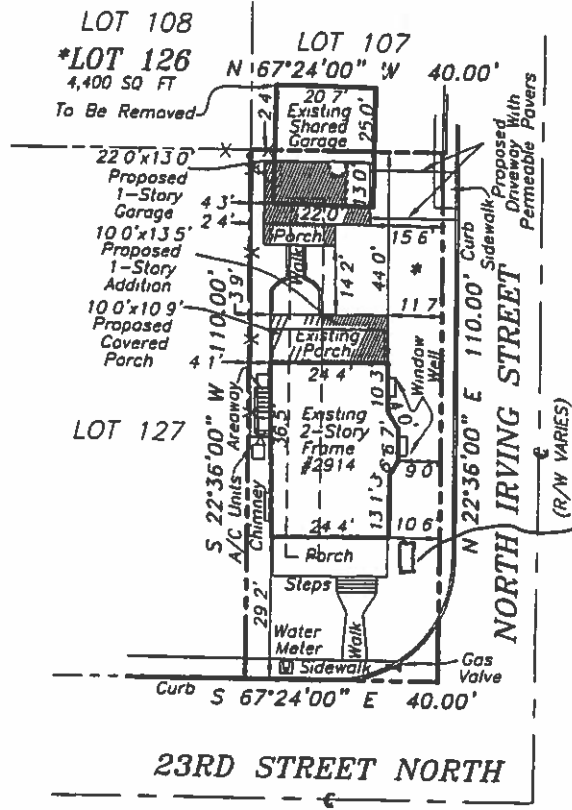 LOT 108
*LOT 126
4,400 SQ FT
To Be Removed
LOT 107
N 67°24'00" W 40.00'
20 7'
Existing
Shared
Garage
25.0'
2.4'
22 0'x13 0'
Proposed
1-Story
Garage
13 0'
4 3'
2 4'
22.0'
Porch
15 6'
Proposed
Driveway With
Permeable Pavers
Curb
Sidewalk
10 0'x13 5'
Proposed
1-Story
Addition
Walk
14 2'
44 0'
*
11 7'
3 9'
10 0'x10 9'
Proposed
Covered
Porch
Existing
Porch
4 1'
24 4'
10 3'
Window
Well
Existing
2-Story
Frame
#2914
6 7'
9 0'
13 1'
24 4'
10 6'
Porch
Steps
Areaway
A/C Units
Chimney
LOT 127
S 22°36'00" W 110.00'
N 22°36'00" E 110.00'
NORTH IRVING STREET
(R/W VARIES)
29.2'
Water
Meter
Walk
Sidewalk
Gas
Valve
Curb
S 67°24'00" E 40.00'
23RD STREET NORTH